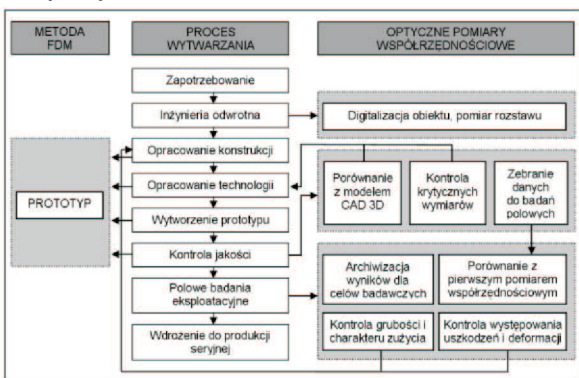 METODA
FDM
PROCES
WYTWARZANIA
OPTYCZNE POMIARY
WSPÓŁRZĘDNOŚCIOWE
Zapotrzebowanie
Inżynieria odwrotna
Digitalizacja obiektu, pomiar rozstawu
Opracowanie konstrukcji
Opracowanie technologii
PROTOTYP
Wytworzenie prototypu
Kontrola jakości
Polowe badania
eksploatacyjne
Wdrożenie do produkcji
seryjnej
Porównanie
z modelem
CAD 3D
Kontrola
krytycznych
wymiarów
Zebranie
danych
do badań
polowych
Archiwizacja
wyników dla
celów badawczych
Porównanie z
pierwszym pomiarem
współrzędnościowym
Kontrola grubości i
charakteru zużycia
Kontrola występowania
uszkodzeń i deformacji